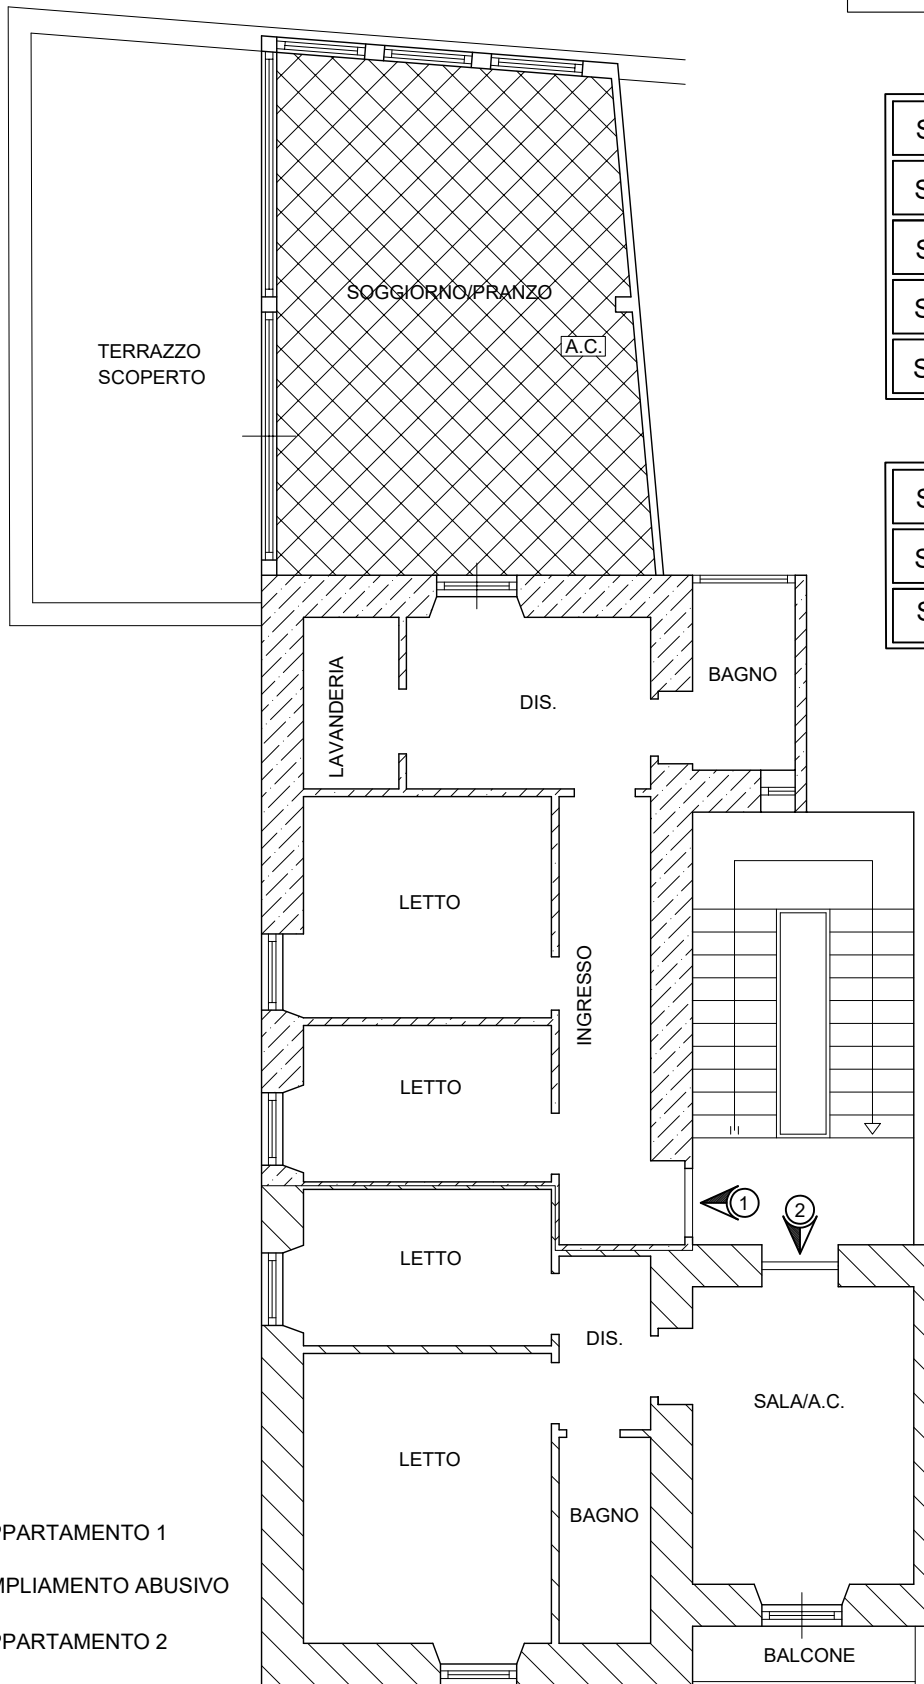 S
S
S
S
S
S
S
S
SOGGIORNO/PRANZO
A.C.
TERRAZZO
SCOPERTO
LAVANDERIA
DIS.
BAGNO
LETTO
INGRESSO
LETTO
1
2
LETTO
DIS.
SALA/A.C.
LETTO
BAGNO
PPARTAMENTO 1
MPLIAMENTO ABUSIVO
PPARTAMENTO 2
BALCONE